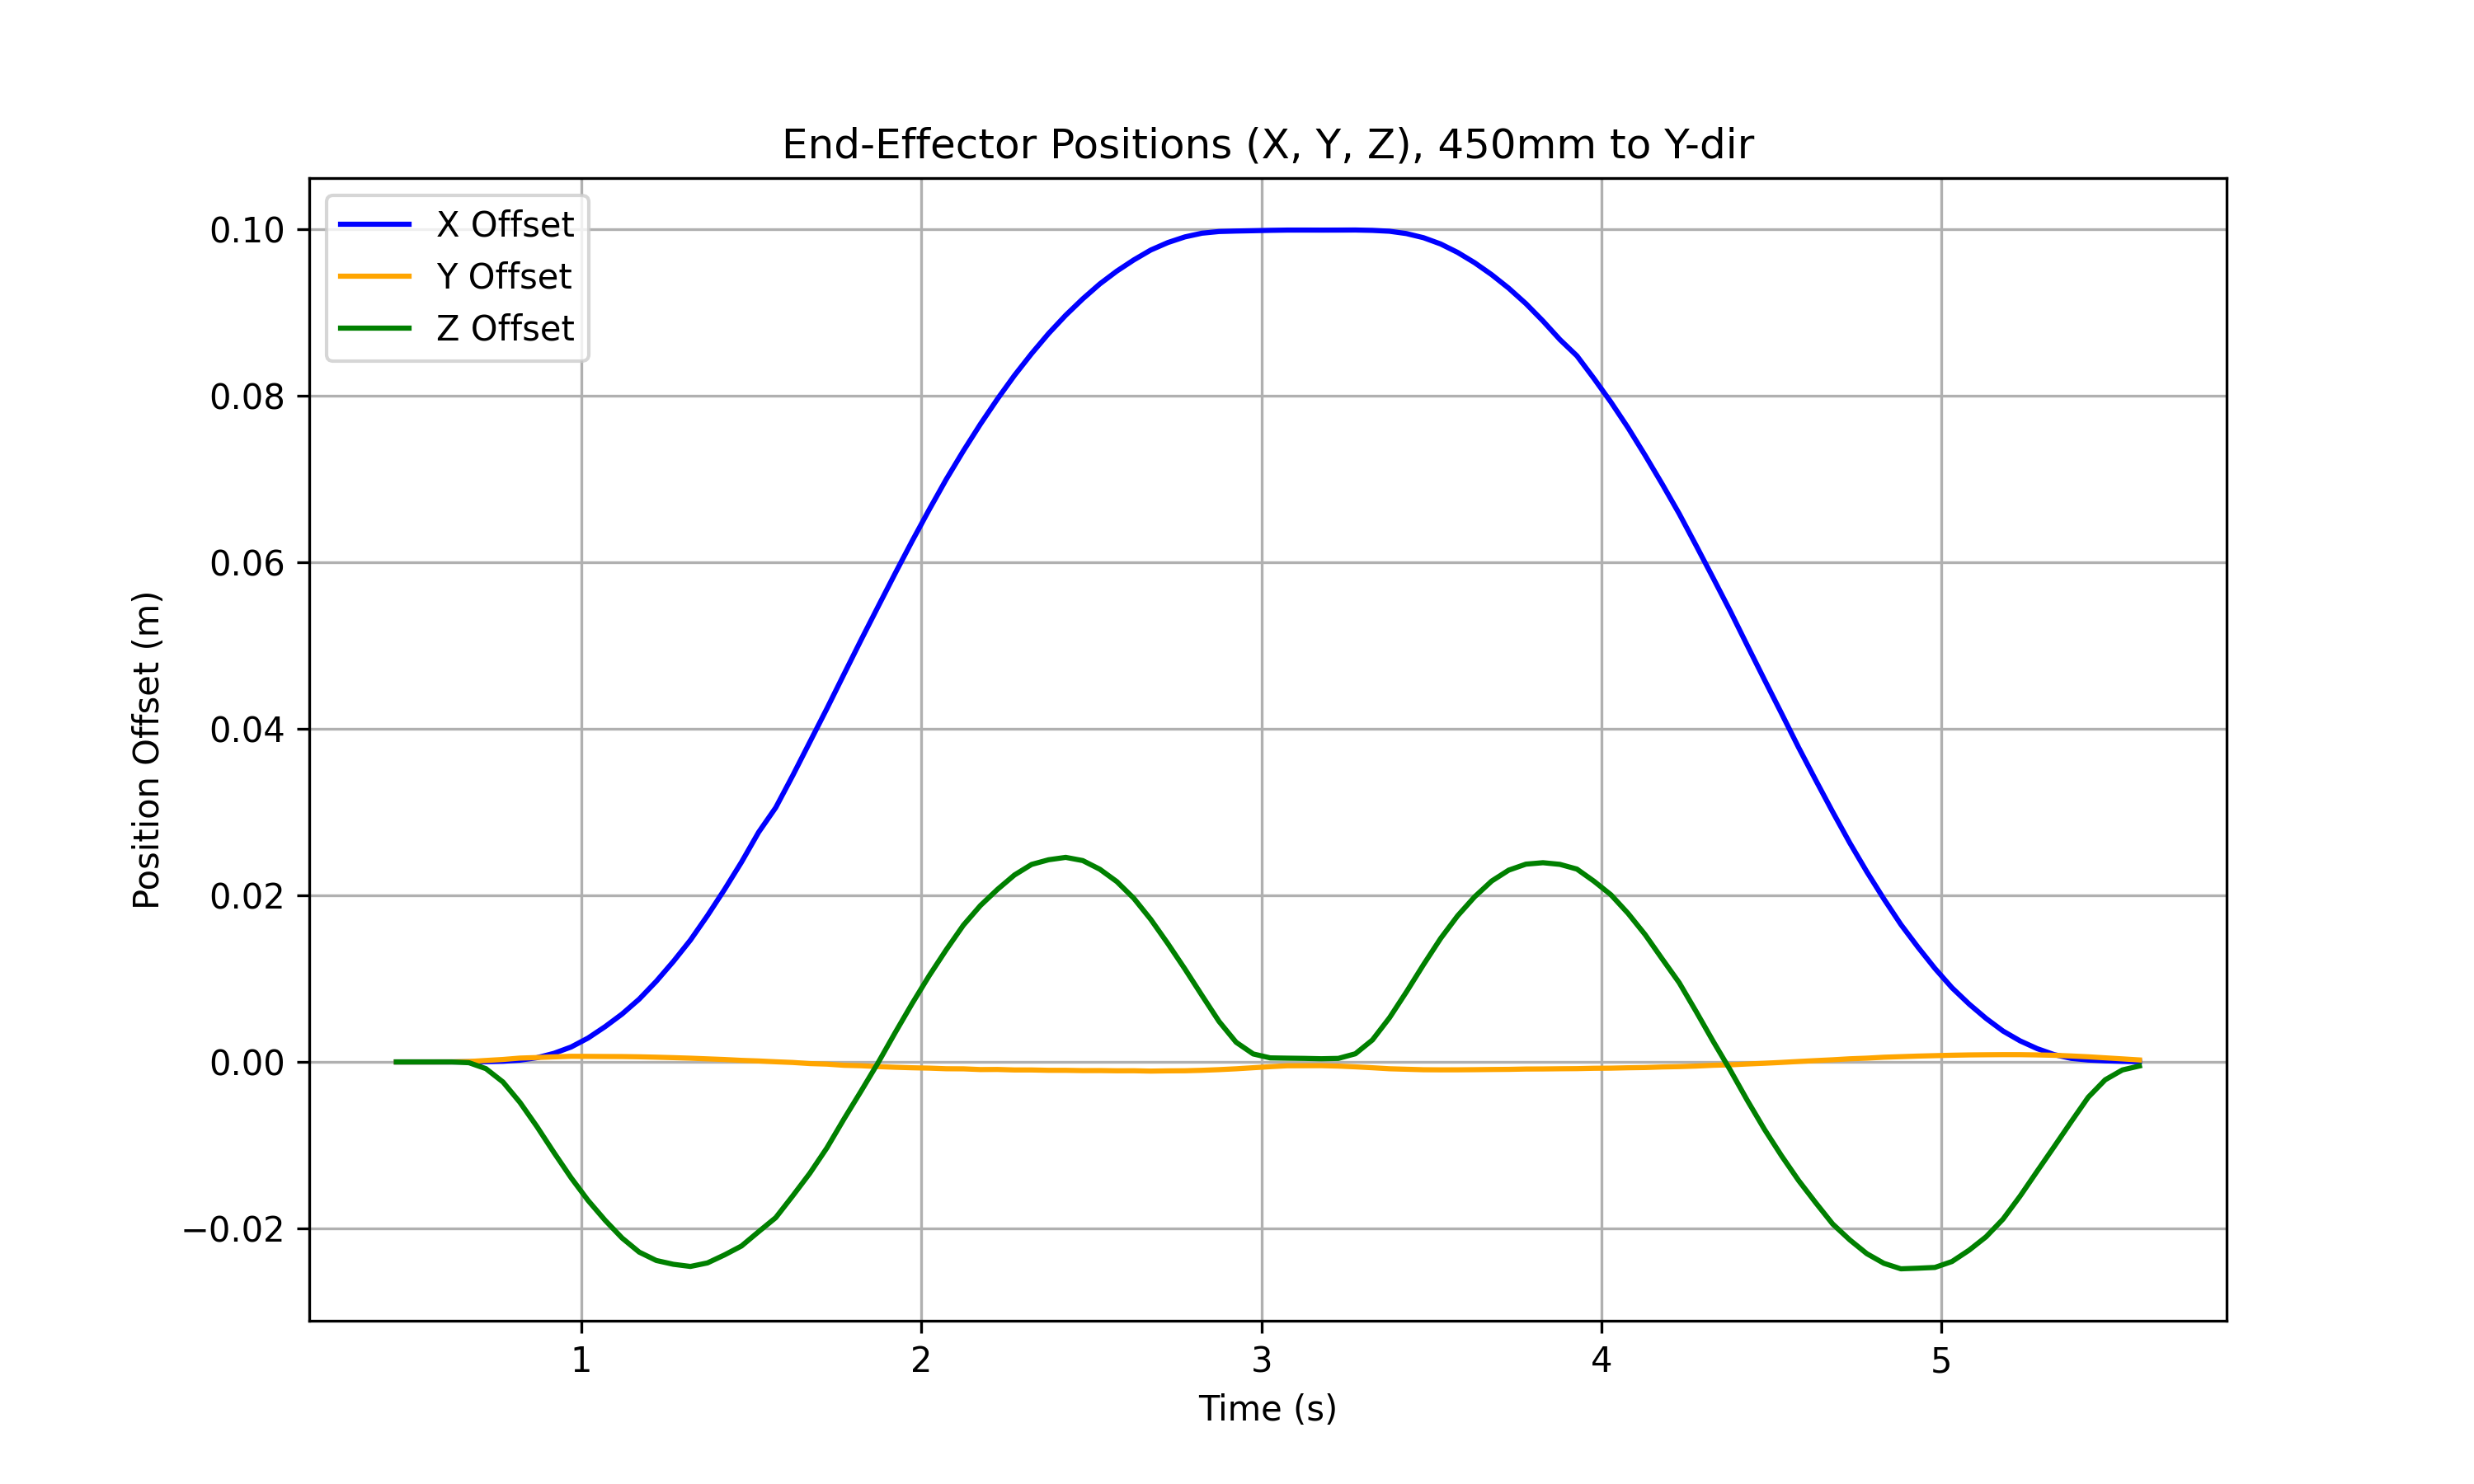 End-Effector Positions (X, Y, Z), 450mm to Y-dir
X Offset
Y Offset
Z Offset
Position Offset (m)
0.10
0.08
0.06
0.04
0.02
0.00
−0.02
1 2 3 4 5
Time (s)